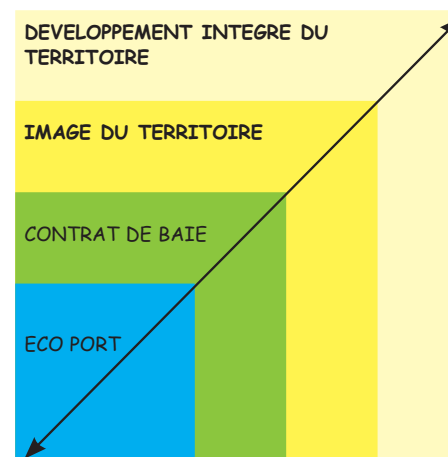 DEVELOPPEMENT INTEGRE DU
TERRITOIRE
IMAGE DU TERRITOIRE
CONTRAT DE BAIE
ECO PORT